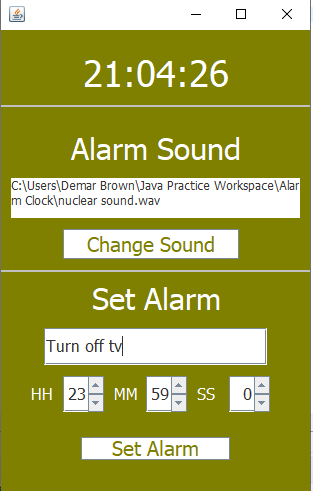 21:04:26
Alarm Sound
C:\Users\Demar Brown\Java Practice Workspace\Alar
m Clock\nuclear sound.wav
Change Sound
Set Alarm
Turn off tv
HH 23 MM 59 SS 0
Set Alarm